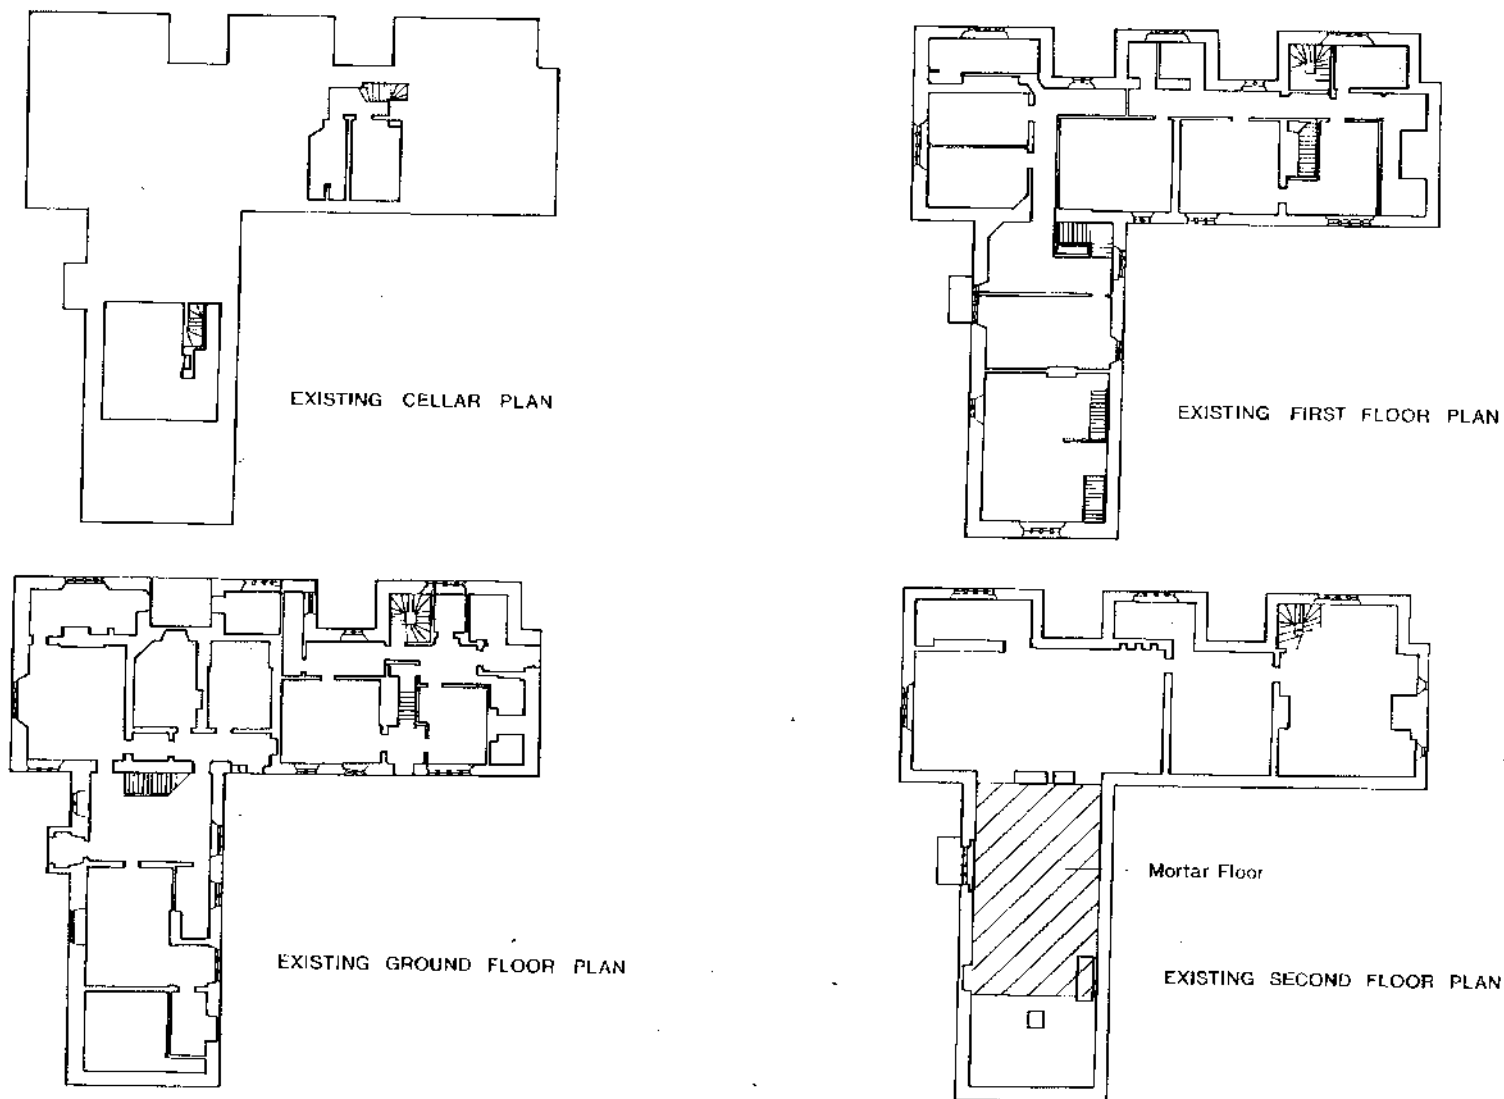 EXISTING CELLAR PLAN
EXISTING FIRST FLOOR PLAN
EXISTING GROUND FLOOR PLAN
Mortar Floor
EXISTING SECOND FLOOR PLAN